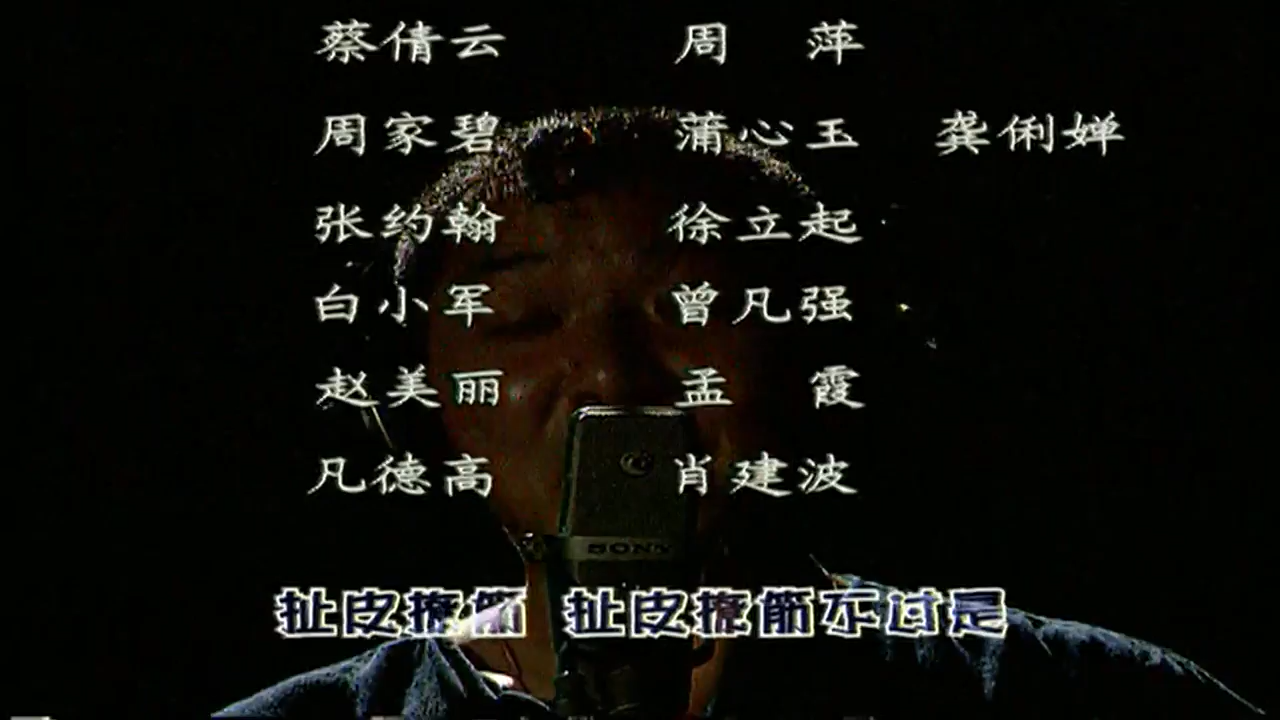 蔡倩云 周 萍
周家碧 蒲心玉 龚俐婵
张约翰 徐立起
白小军 曾凡强
赵美丽 孟 霞
凡德高 肖建波
SONY
扯皮撩筋 扯皮撩筋不过是